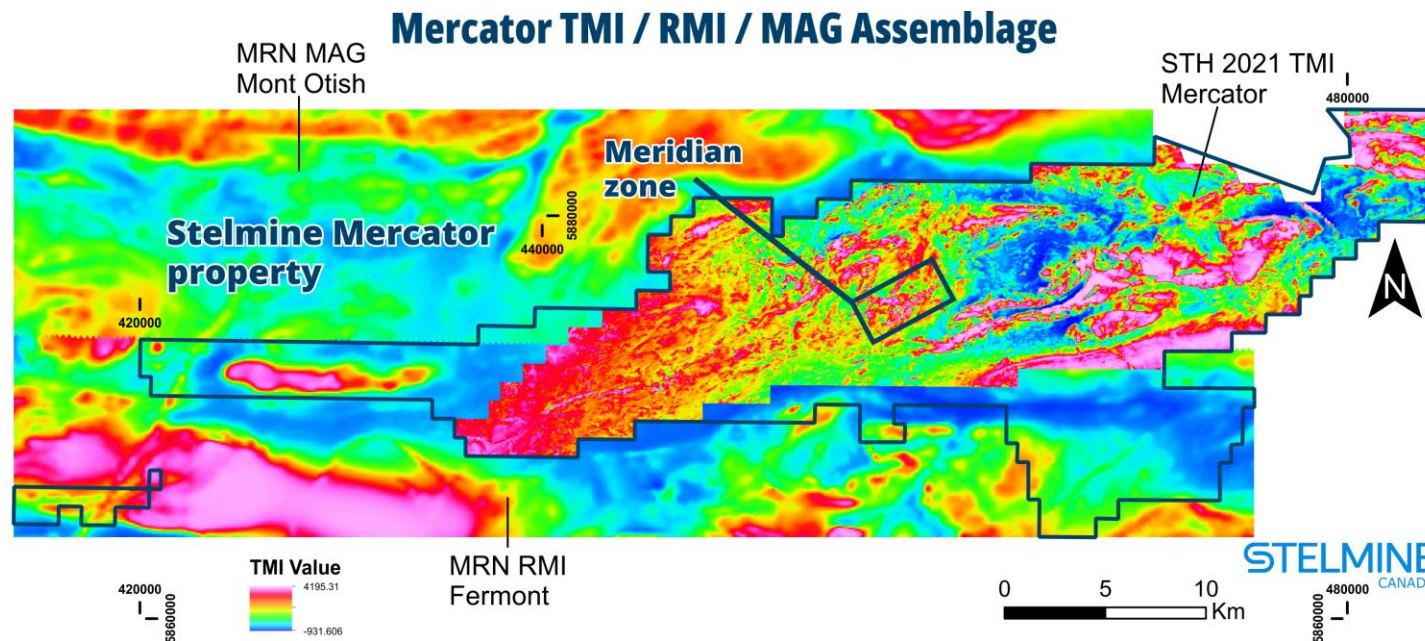 Mercator TMI / RMI / MAG Assemblage
MRN MAG
Mont Otish
STH 2021 TMI
Mercator
480000
Meridian
zone
Stelmine Mercator
property
440000
5880000
420000
N
MRN RMI
Fermont
TMI Value
4195.31
-931.606
420000
5860000
0 5 10
Km
STELMINE
CANAD
480000
5860000